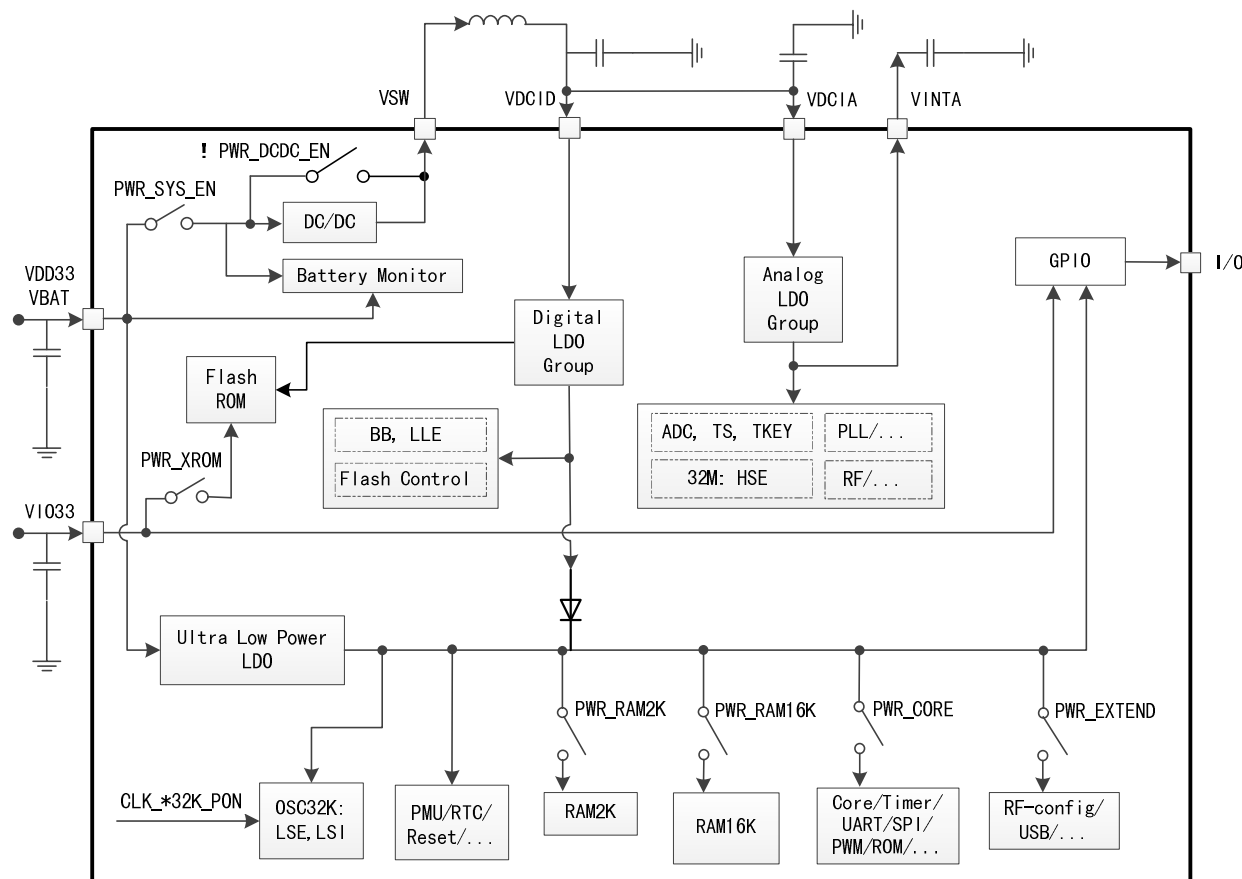 VSW
VDCID
VDCIA
VINTA
! PWR_DCDC_EN
PWR_SYS_EN
DC/DC
Battery Monitor
VDD33
VBAT
Analog
LDO
Group
GPIO
I/O
Digital
LDO
Group
Flash
ROM
BB, LLE
Flash Control
ADC, TS, TKEY
PLL/...
32M: HSE
RF/...
PWR_XROM
VIO33
Ultra Low Power
LDO
PWR_RAM2K
PWR_RAM16K
PWR_CORE
PWR_EXTEND
CLK_*32K_PON
OSC32K:
LSE, LSI
PMU/RTC/
Reset/...
RAM2K
RAM16K
Core/Timer/
UART/SPI/
PWM/ROM/...
RF-config/
USB/...